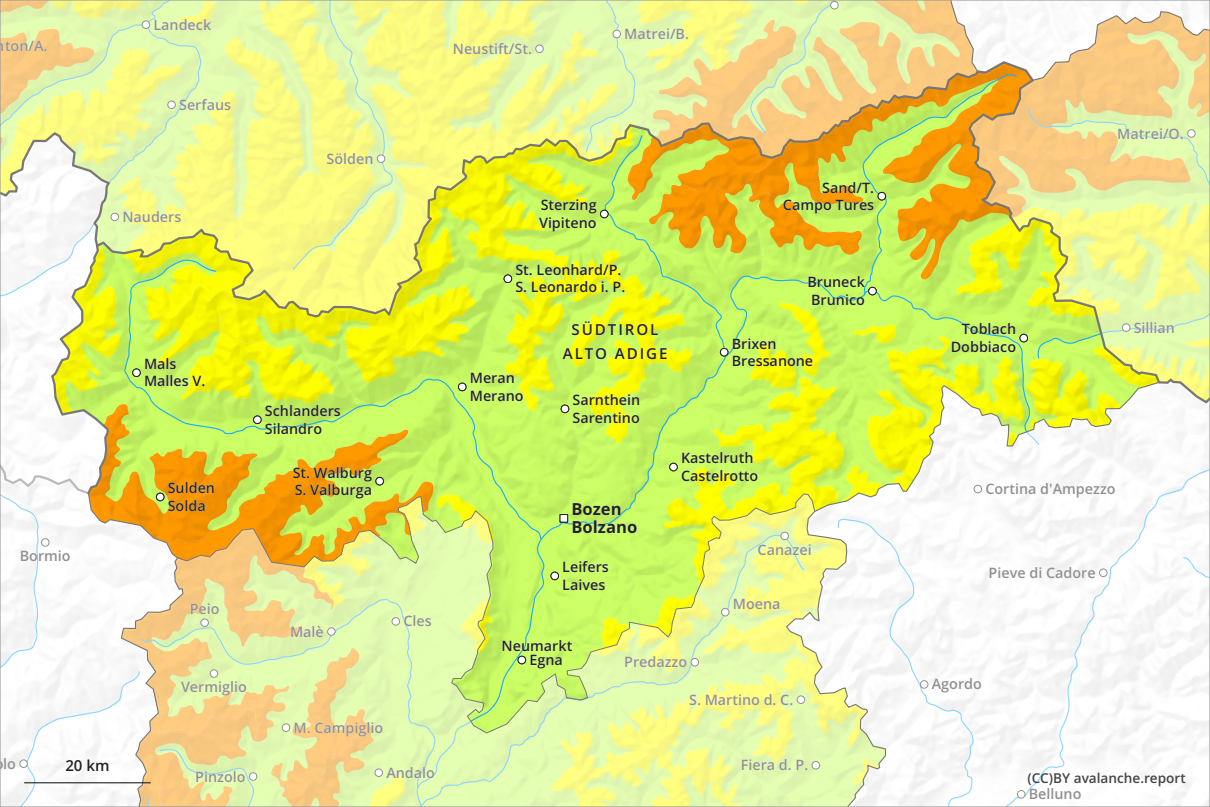 Landeck
Matrei/B.
nton/A.
Neustift/St.
Serfaus
Matrei/O.
Sölden
Sand/T.
Campo Tures
Nauders
Sterzing
Vipiteno
St. Leonhard/P.
S. Leonardo i. P.
Bruneck
Brunico
SÜDTIROL
ALTO ADIGE
Toblach
Dobbiaco
Sillian
Brixen
Bressanone
Mals
Malles V.
Meran
Merano
Schlanders
Silandro
Sarnthein
Sarentino
Kastelruth
Castelrotto
St. Walburg
S. Valburga
Sulden
Solda
Cortina d'Ampezzo
Bozen
Bolzano
Bormio
Canazei
Leifers
Laives
Pieve di Cadore
Peio
Moena
Cles
Malè
Neumarkt
Egna
Predazzo
Vermiglio
Agordo
S. Martino d. C.
M. Campiglio
20 km
olo
Pinzolo
Andalo
Fiera d. P.
(CC)BY avalanche.report
Belluno